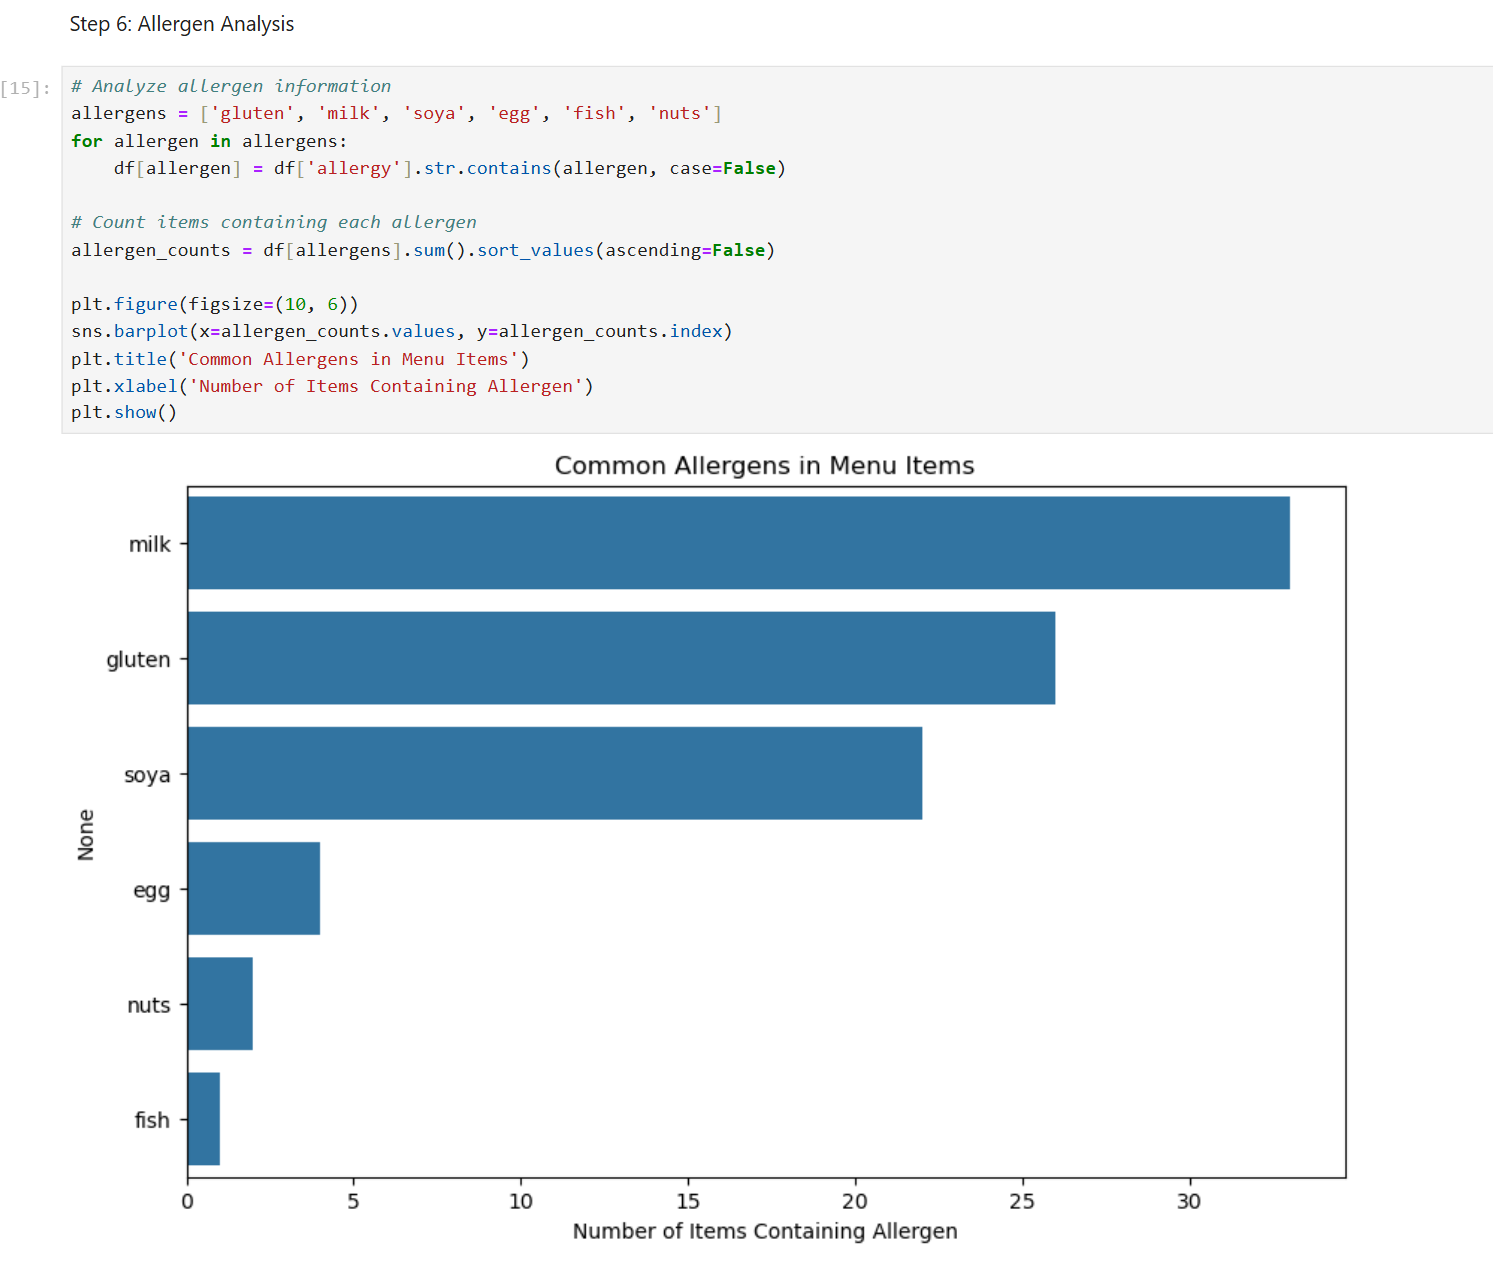 Step 6: Allergen Analysis
[15]:
# Analyze allergen information
allergens = ['gluten', 'milk', 'soya', 'egg', 'fish', 'nuts']
for allergen in allergens:
    df[allergen] = df['allergy'].str.contains(allergen, case=False)
# Count items containing each allergen
allergen_counts = df[allergens].sum().sort_values(ascending=False)
plt.figure(figsize=(10, 6))
sns.barplot(x=allergen_counts.values, y=allergen_counts.index)
plt.title('Common Allergens in Menu Items')
plt.xlabel('Number of Items Containing Allergen')
plt.show()
Common Allergens in Menu Items
milk
gluten
soya
None
egg
nuts
fish
0 5 10 15 20 25 30
Number of Items Containing Allergen